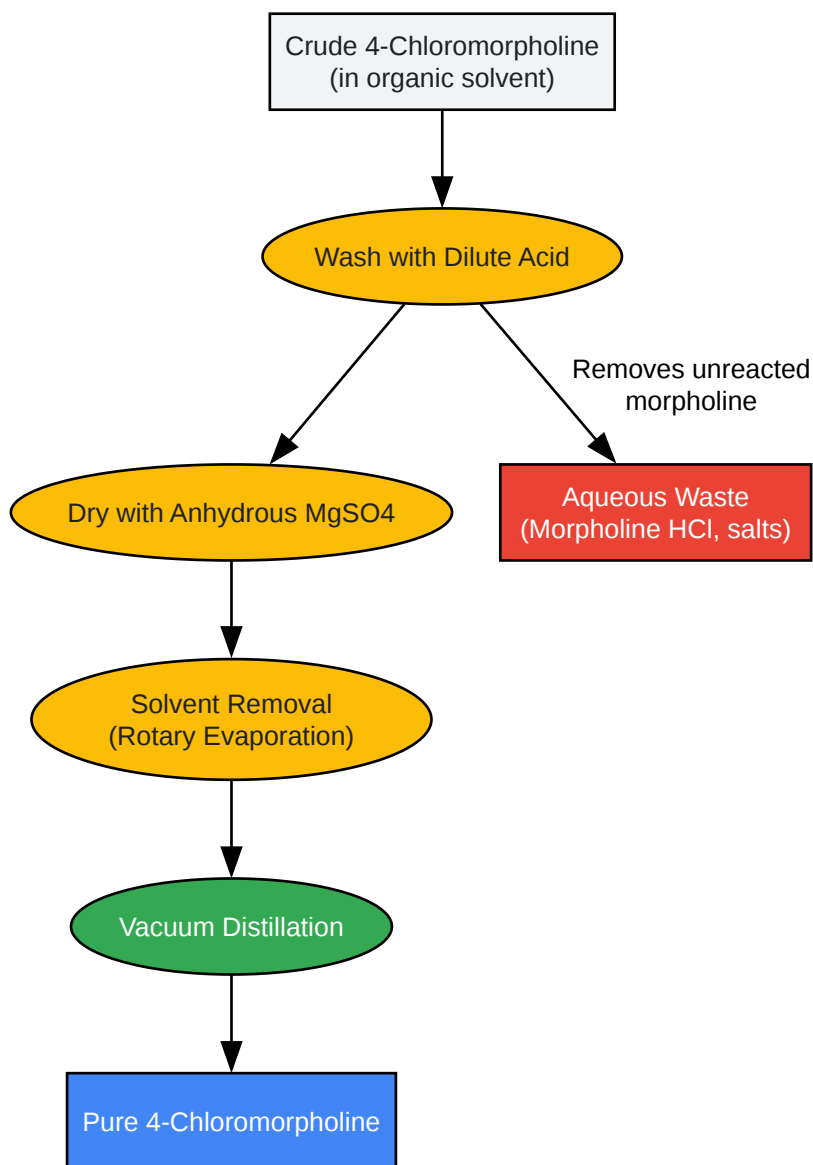 Crude 4-Chloromorpholine
(in organic solvent)
Wash with Dilute Acid
Removes unreacted
morpholine
Dry with Anhydrous MgSO4
Aqueous Waste
(Morpholine HCl, salts)
Solvent Removal
(Rotary Evaporation)
Vacuum Distillation
Pure 4-Chloromorpholine